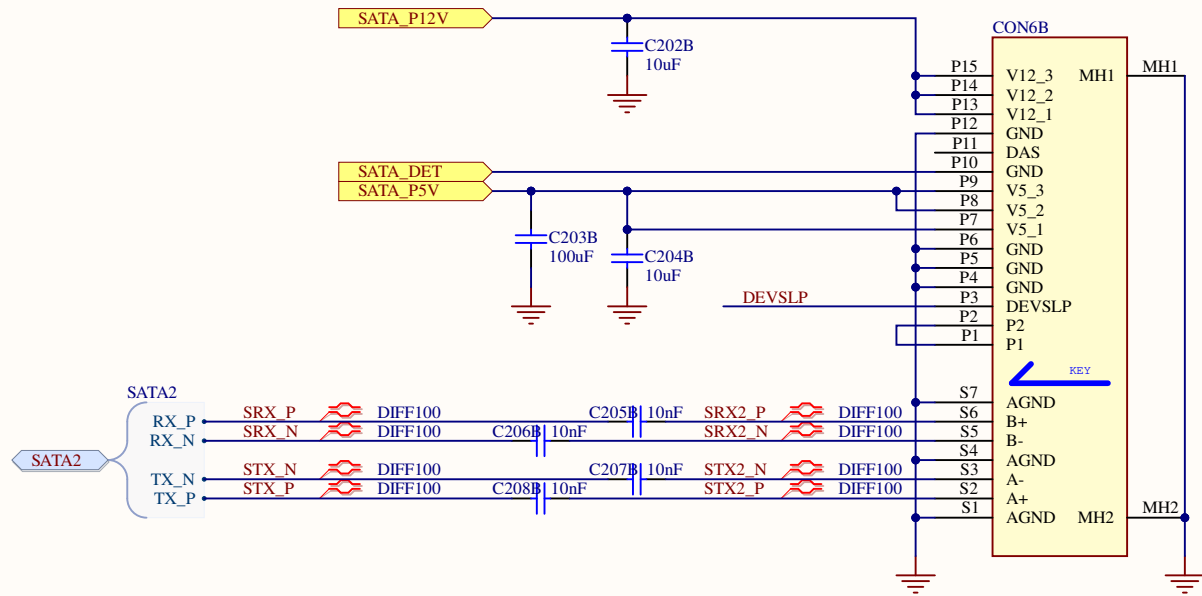 SATA_P12V
CON6B
C202B
10uF
P15 V12_3 MH1 MH1
P14 V12_2
P13 V12_1
P12 GND
P11 DAS
SATA_DET P10 GND
SATA_P5V P9 V5_3
P8 V5_2
P7 V5_1
C203B
100uF
C204B
10uF
P6 GND
P5 GND
P4 GND
DEVSLP P3 DEVSLP
P2 P2
P1 P1
KEY
SATA2
S7 AGND
RX_P SRX_P DIFF100 C205B 10nF SRX2_P DIFF100 S6 B+
RX_N SRX_N DIFF100 C206B 10nF SRX2_N DIFF100 S5 B-
SATA2
S4 AGND
TX_N STX_N DIFF100 C207B 10nF STX2_N DIFF100 S3 A-
TX_P STX_P DIFF100 C208B 10nF STX2_P DIFF100 S2 A+
S1 AGND MH2 MH2